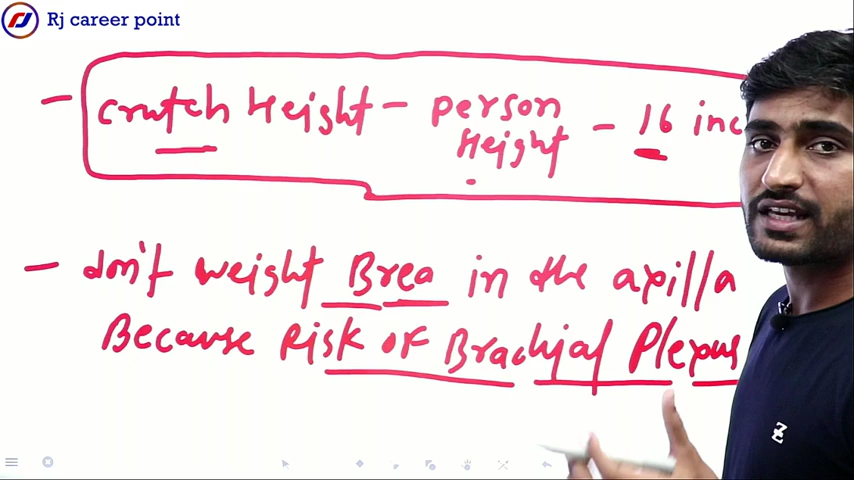 Rj career point
- crutch Height - person Height - 16 inc
- don't weight Brea in the axilla
Because Risk of Brachial Plexus